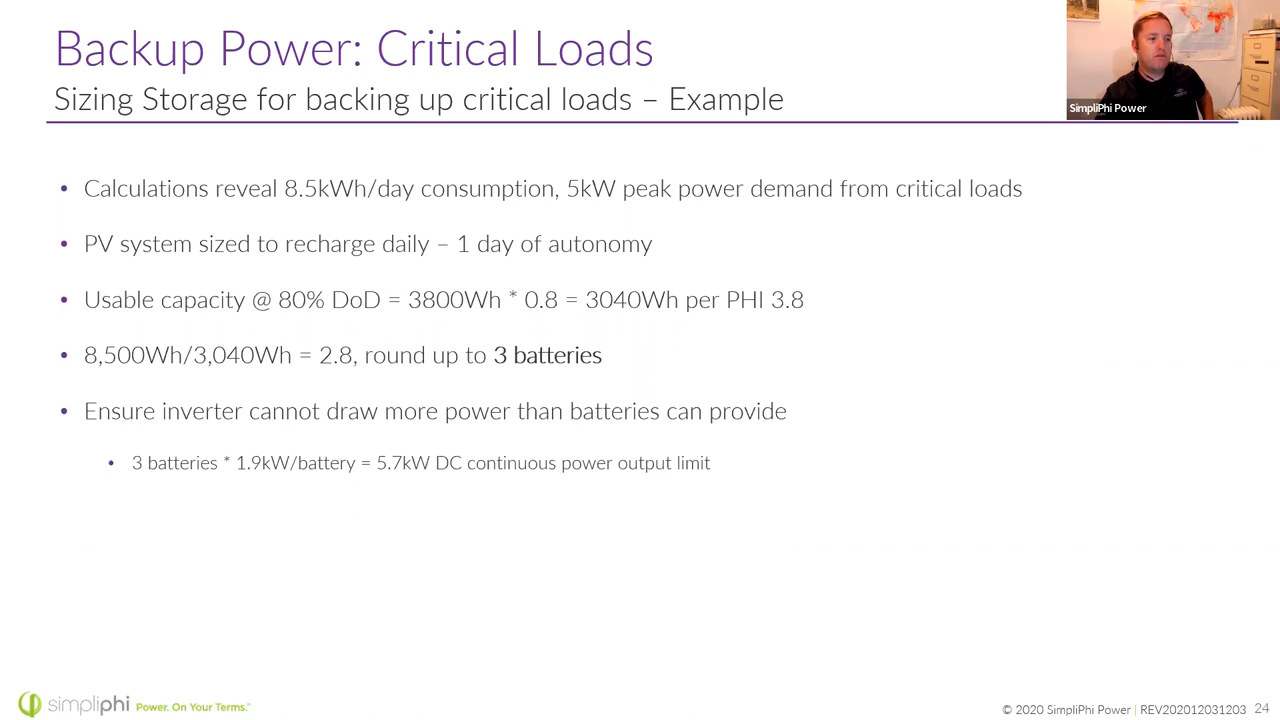 Backup Power: Critical Loads
Sizing Storage for backing up critical loads – Example
SimpliPhi Power
• Calculations reveal 8.5kWh/day consumption, 5kW peak power demand from critical loads
• PV system sized to recharge daily – 1 day of autonomy
• Usable capacity @ 80% DoD = 3800Wh * 0.8 = 3040Wh per PHI 3.8
• 8,500Wh/3,040Wh = 2.8, round up to 3 batteries
• Ensure inverter cannot draw more power than batteries can provide
• 3 batteries * 1.9kW/battery = 5.7kW DC continuous power output limit
simpliphi Power. On Your Terms.™
© 2020 SimpliPhi Power | REV202012031203 24